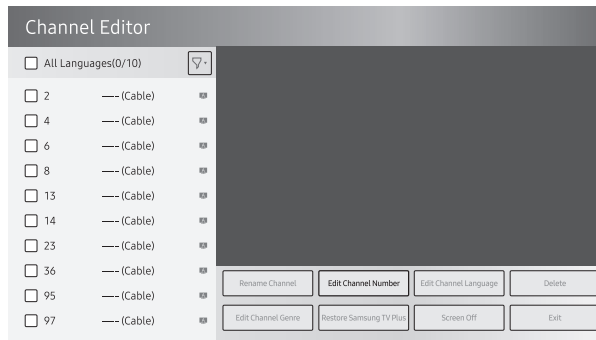 Channel Editor
All Languages(0/10)
2 —-- (Cable)
4 —-- (Cable)
6 —-- (Cable)
8 —-- (Cable)
13 —-- (Cable)
14 —-- (Cable)
23 —-- (Cable)
36 —-- (Cable)
95 —-- (Cable)
97 —-- (Cable)
Rename Channel Edit Channel Number Edit Channel Language Delete
Edit Channel Genre Restore Samsung TV Plus Screen Off Exit